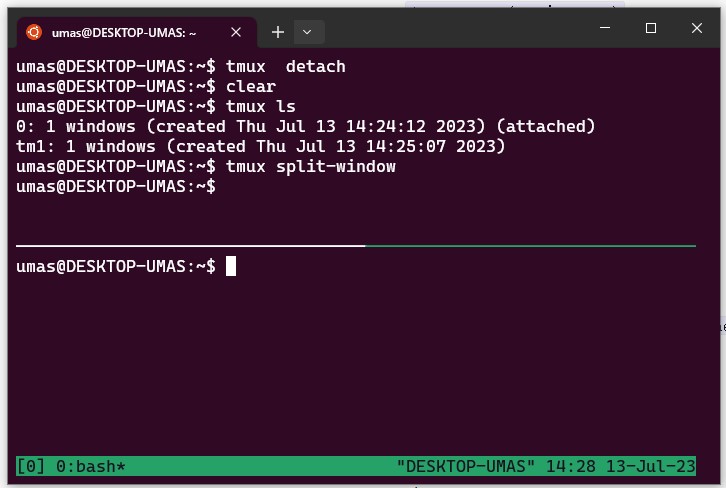 umas@DESKTOP-UMAS: ~
umas@DESKTOP-UMAS:~$ tmux  detach
umas@DESKTOP-UMAS:~$ clear
umas@DESKTOP-UMAS:~$ tmux ls
0: 1 windows (created Thu Jul 13 14:24:12 2023) (attached)
tm1: 1 windows (created Thu Jul 13 14:25:07 2023)
umas@DESKTOP-UMAS:~$ tmux split-window
umas@DESKTOP-UMAS:~$
umas@DESKTOP-UMAS:~$
[0] 0:bash* "DESKTOP-UMAS" 14:28 13-Jul-23